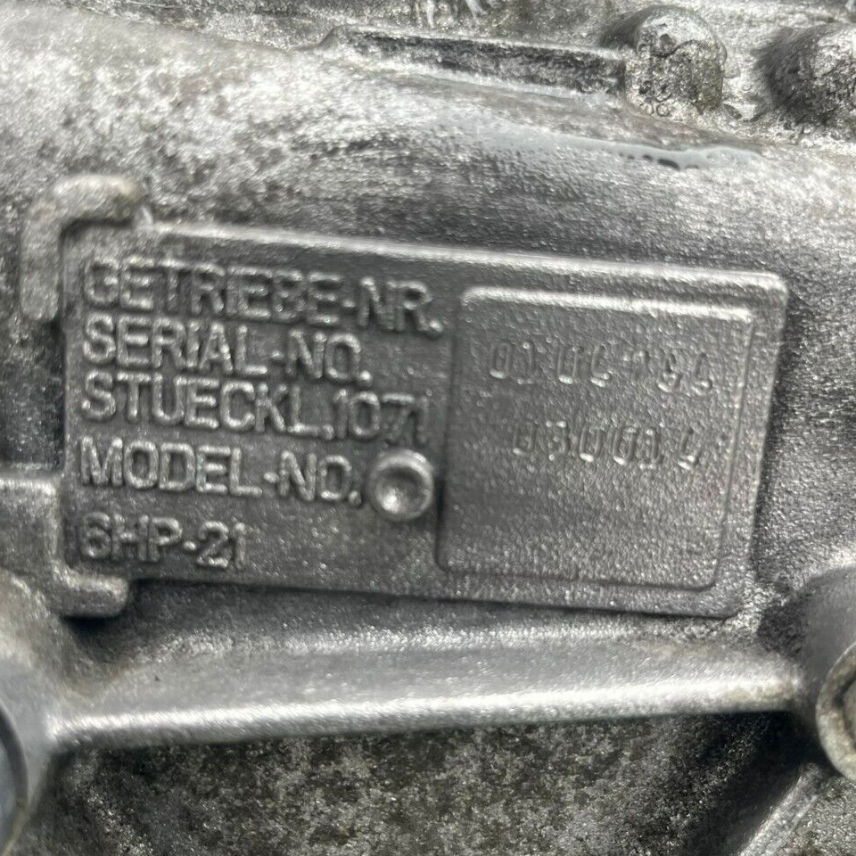 GETRIEBE-NR.
SERIAL-NO.
STUECKL.1071
MODEL-NO.
6HP-21